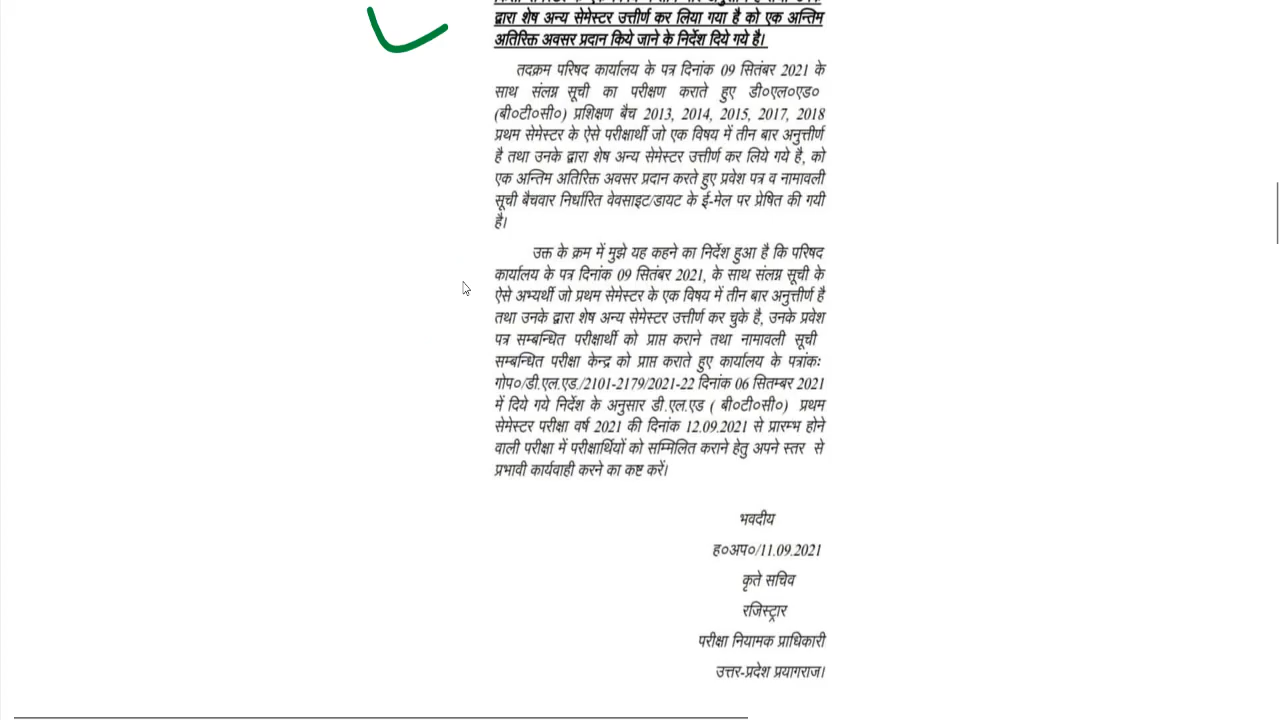 द्वारा शेष अन्य सेमेस्टर उत्तीर्ण कर लिया गया है को एक अन्तिम
अतिरिक्त अवसर प्रदान किये जाने के निर्देश दिये गये है।
तदक्रम परिषद कार्यालय के पत्र दिनांक 09 सितंबर 2021 के
साथ संलग्न सूची का परीक्षण कराते हुए डी०एल०एड०
(बी०टी०सी०) प्रशिक्षण बैच 2013, 2014, 2015, 2017, 2018
प्रथम सेमेस्टर के ऐसे परीक्षार्थी जो एक विषय में तीन बार अनुत्तीर्ण
है तथा उनके द्वारा शेष अन्य सेमेस्टर उत्तीर्ण कर लिये गये है, को
एक अन्तिम अतिरिक्त अवसर प्रदान करते हुए प्रवेश पत्र व नामावली
सूची बैचवार निर्धारित वेवसाइट/डायट के ई-मेल पर प्रेषित की गयी
है।
उक्त के क्रम में मुझे यह कहने का निर्देश हुआ है कि परिषद
कार्यालय के पत्र दिनांक 09 सितंबर 2021, के साथ संलग्न सूची के
ऐसे अभ्यर्थी जो प्रथम सेमेस्टर के एक विषय में तीन बार अनुत्तीर्ण है
तथा उनके द्वारा शेष अन्य सेमेस्टर उत्तीर्ण कर चुके है, उनके प्रवेश
पत्र सम्बन्धित परीक्षार्थी को प्राप्त कराने तथा नामावली सूची
सम्बन्धित परीक्षा केन्द्र को प्राप्त कराते हुए कार्यालय के पत्रांकः
गोप०/डी.एल.एड./2101-2179/2021-22 दिनांक 06 सितम्बर 2021
में दिये गये निर्देश के अनुसार डी.एल.एड ( बी०टी०सी०) प्रथम
सेमेस्टर परीक्षा वर्ष 2021 की दिनांक 12.09.2021 से प्रारम्भ होने
वाली परीक्षा में परीक्षार्थियों को सम्मिलित कराने हेतु अपने स्तर से
प्रभावी कार्यवाही करने का कष्ट करें।
भवदीय
ह०अप०/11.09.2021
कृते सचिव
रजिस्ट्रार
परीक्षा नियामक प्राधिकारी
उत्तर-प्रदेश प्रयागराज।